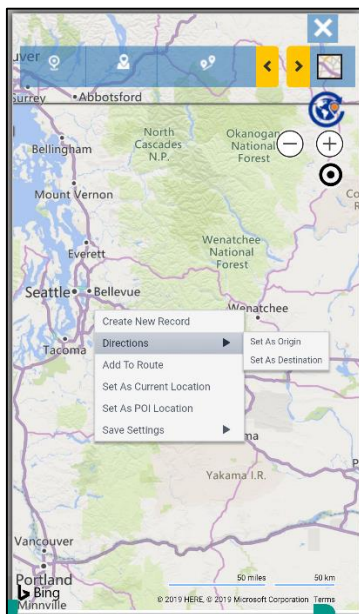 uver
Surrey
Abbotsford
North
Cascades
N.P.
Okanogan
National
Forest
Bellingham
Mount Vernon
Everett
Wenatchee
National
Forest
Seattle
Bellevue
Wenatchee
Tacoma
Create New Record
Directions
Set As Origin
Set As Destination
Add To Route
Set As Current Location
Set As POI Location
Save Settings
ma
Yakama I.R.
Vancouver
Portland
Bing
Minnville
50 miles
50 km
© 2019 HERE, © 2019 Microsoft Corporation Terms